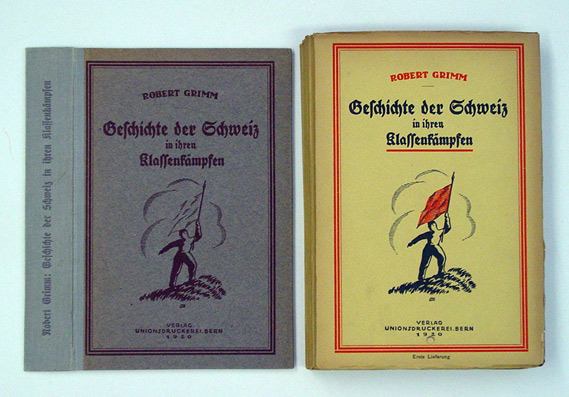 Robert Grimm: Geschichte der Schweiz in ihren Klassenkämpfen
ROBERT GRIMM
Geschichte der Schweiz
in ihren
Klassenkämpfen
VERLAG
UNIONSDRUCKEREI.BERN
1920
ROBERT GRIMM
Geschichte der Schweiz
in ihren
Klassenkämpfen
VERLAG
UNIONSDRUCKEREI.BERN
1920
Erste Lieferung